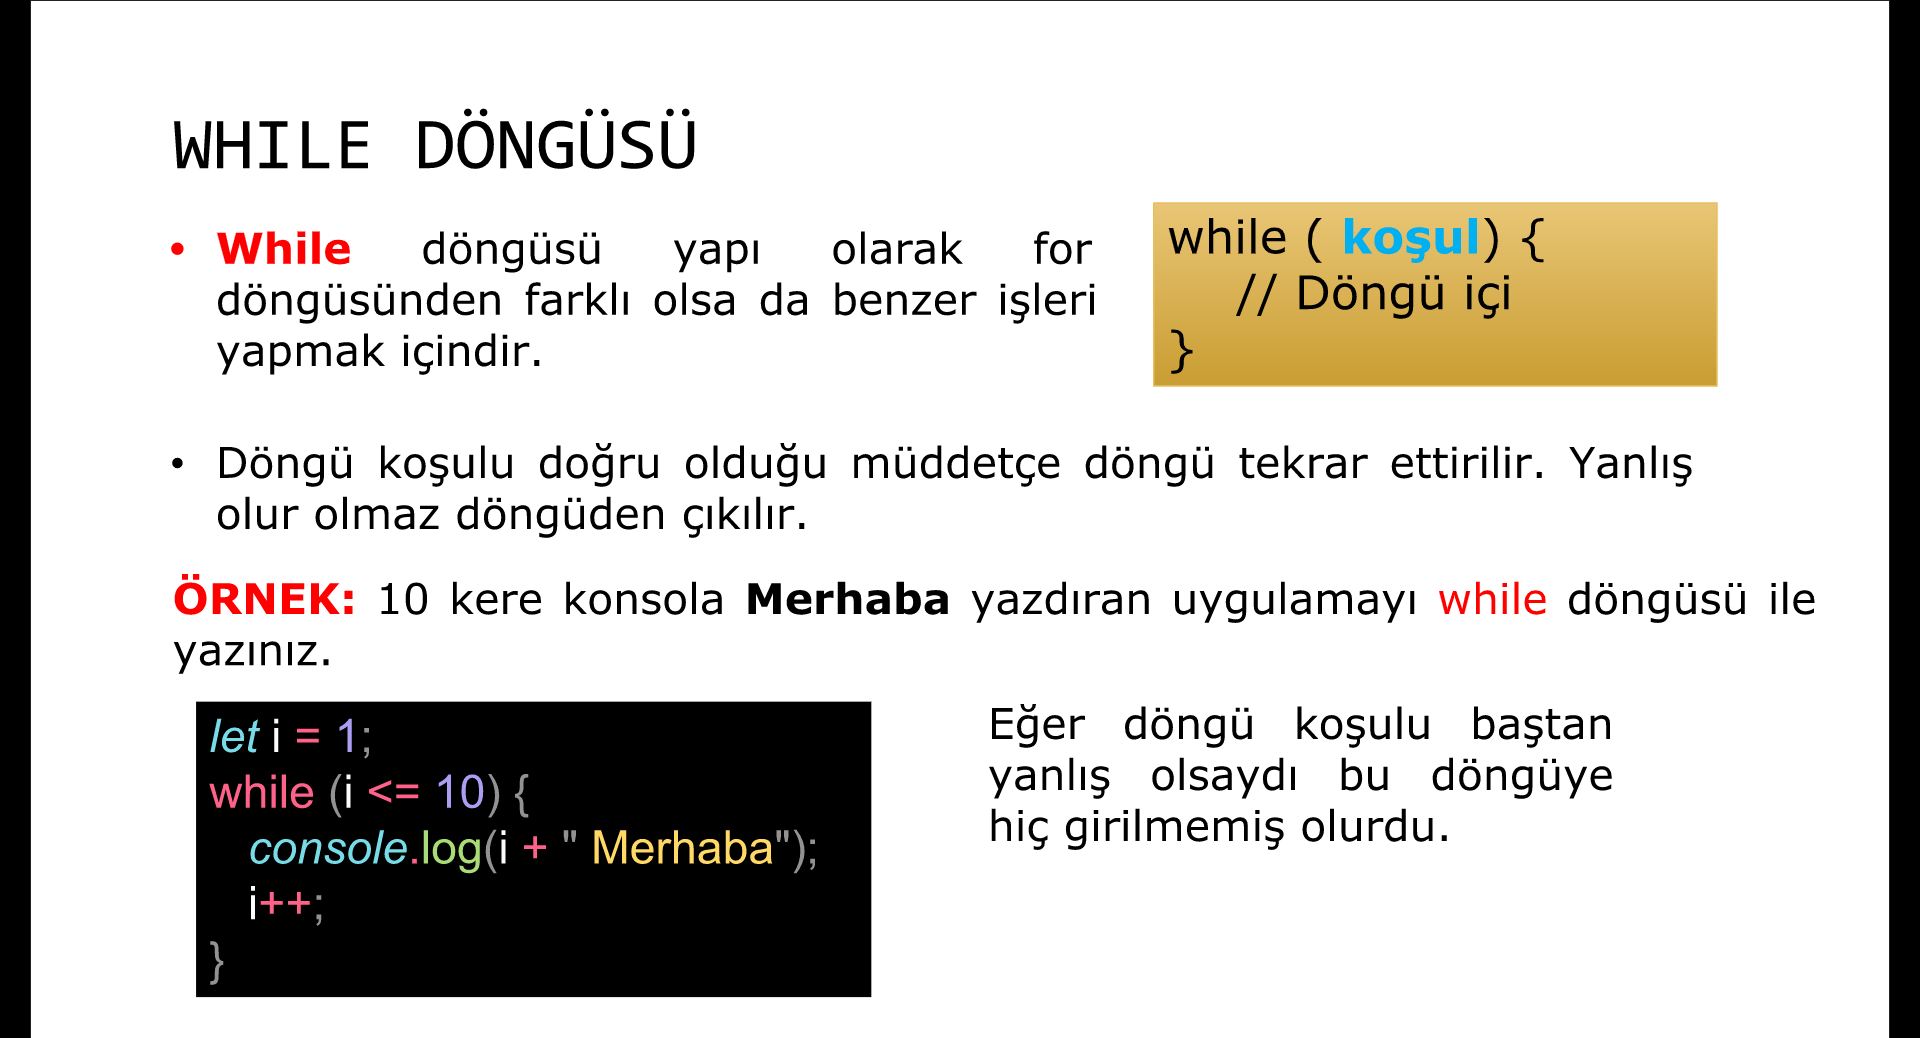 WHILE DÖNGÜSÜ
• While döngüsü yapı olarak for
döngüsünden farklı olsa da benzer işleri
yapmak içindir.
while ( koşul) {
// Döngü içi
}
• Döngü koşulu doğru olduğu müddetçe döngü tekrar ettirilir. Yanlış
olur olmaz döngüden çıkılır.
ÖRNEK: 10 kere konsola Merhaba yazdıran uygulamayı while döngüsü ile
yazınız.
let i = 1;
while (i <= 10) {
console.log(i + " Merhaba");
i++;
}
Eğer döngü koşulu baştan
yanlış olsaydı bu döngüye
hiç girilmemiş olurdu.